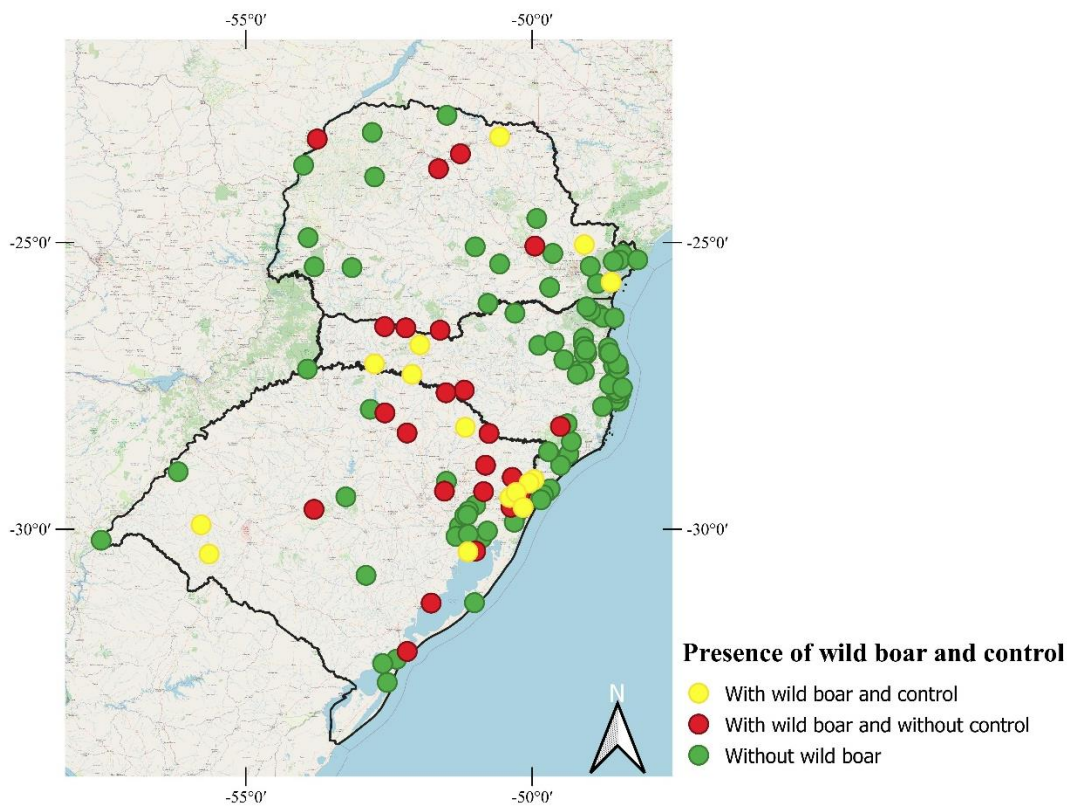 -55°0′ -50°0′
-25°0′ -25°0′
-30°0′ -30°0′
Presence of wild boar and control
With wild boar and control
With wild boar and without control
Without wild boar
N
-55°0′ -50°0′